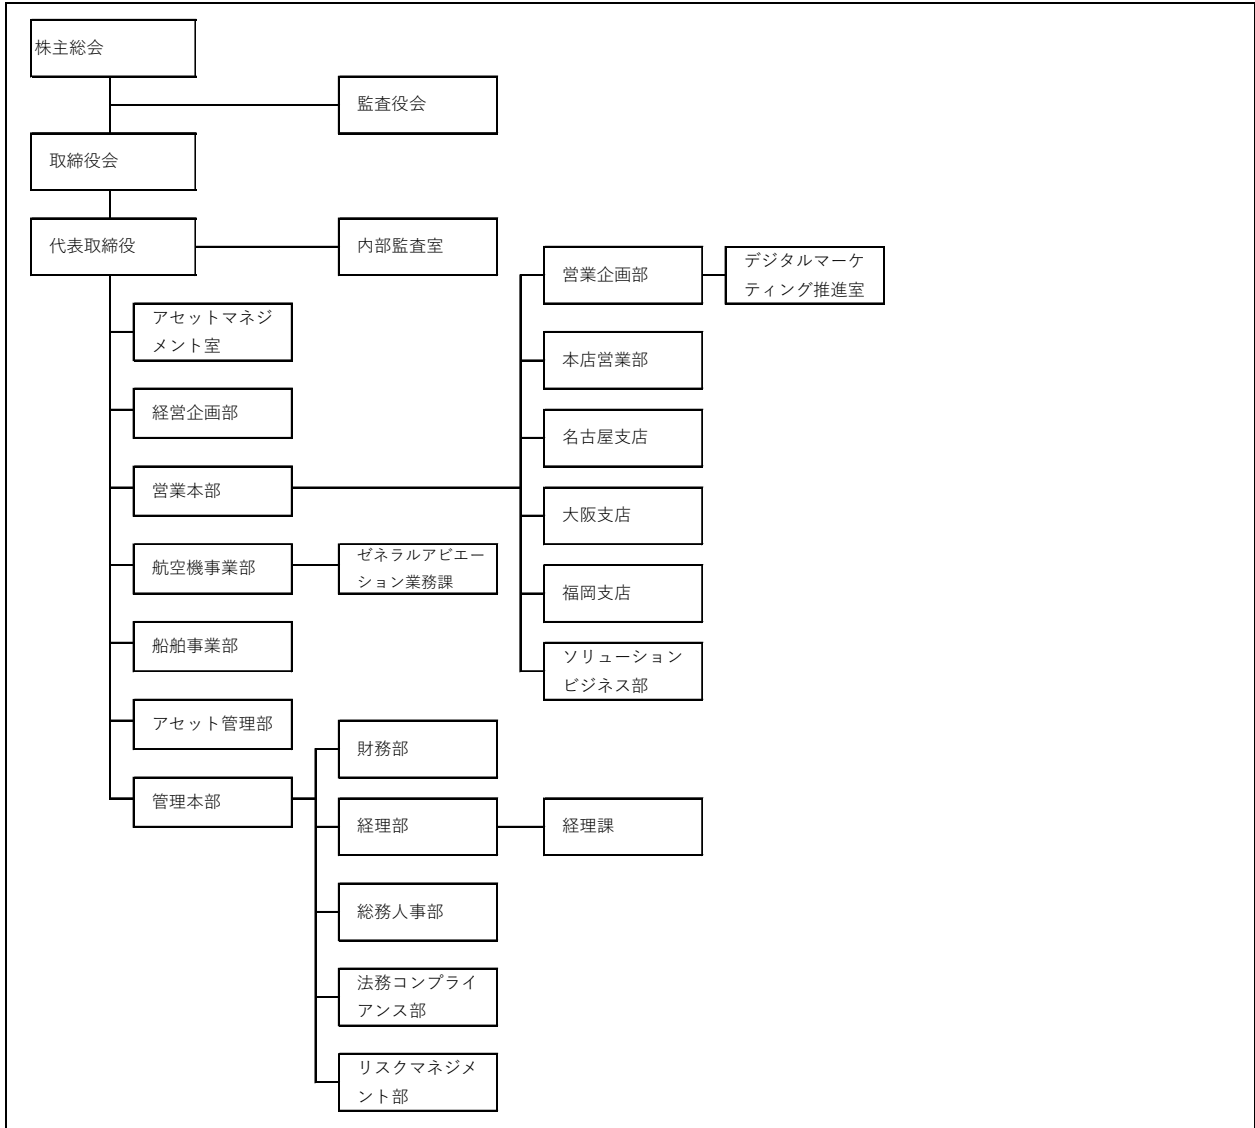 株主総会
監査役会
取締役会
代表取締役
内部監査室
営業企画部
デジタルマーケ
ティング推進室
アセットマネジ
メント室
本店営業部
経営企画部
名古屋支店
営業本部
大阪支店
航空機事業部
ゼネラルアビエー
ション業務課
福岡支店
船舶事業部
ソリューション
ビジネス部
アセット管理部
財務部
管理本部
経理部
経理課
総務人事部
法務コンプライ
アンス部
リスクマネジメ
ント部